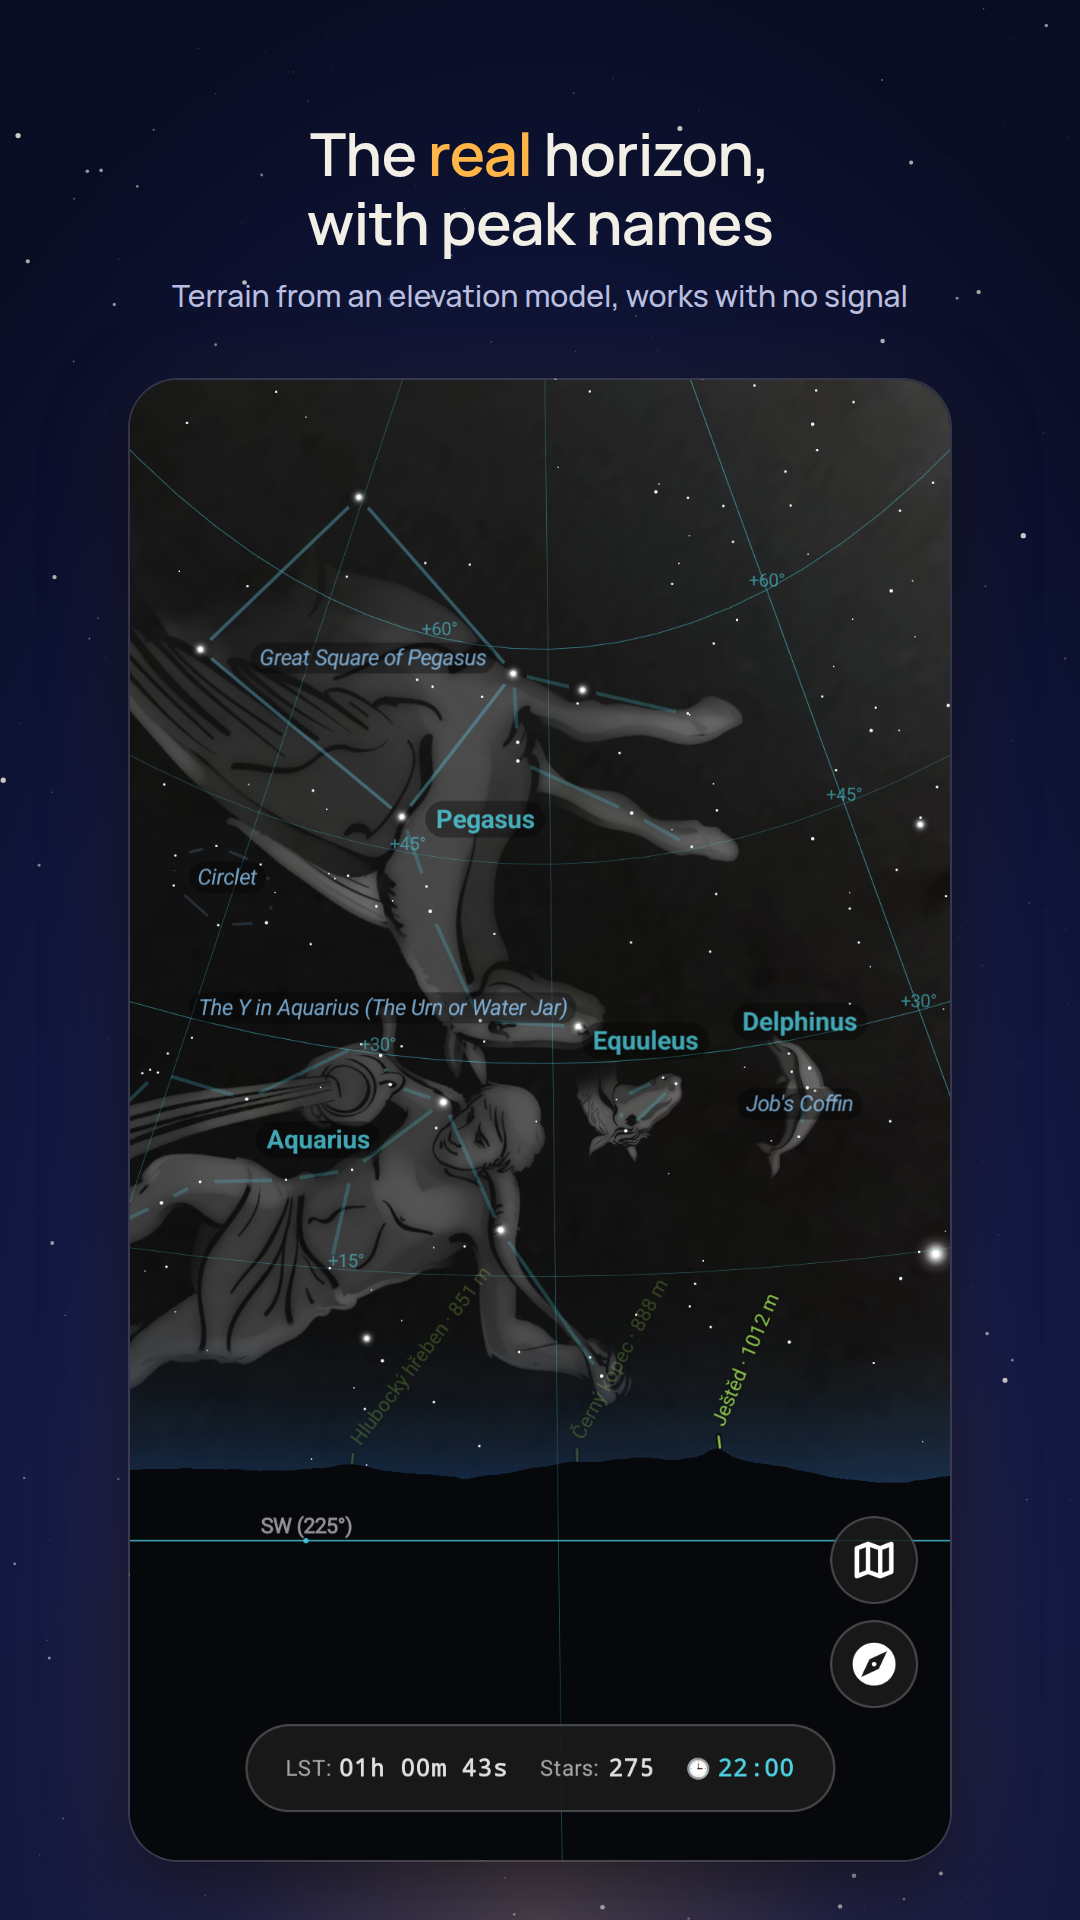 The real horizon,
with peak names
Terrain from an elevation model, works with no signal
+60°
+60°
Great Square of Pegasus
+45°
Pegasus
+45°
Circlet
+30°
The Y in Aquarius (The Urn or Water Jar)
Delphinus
Equuleus
+30°
Job's Coffin
Aquarius
+15°
Hlubocký hřeben · 851 m
Černý kopec · 888 m
Ještěd · 1012 m
SW (225°)
LST: 01h 00m 43s Stars: 275 22:00